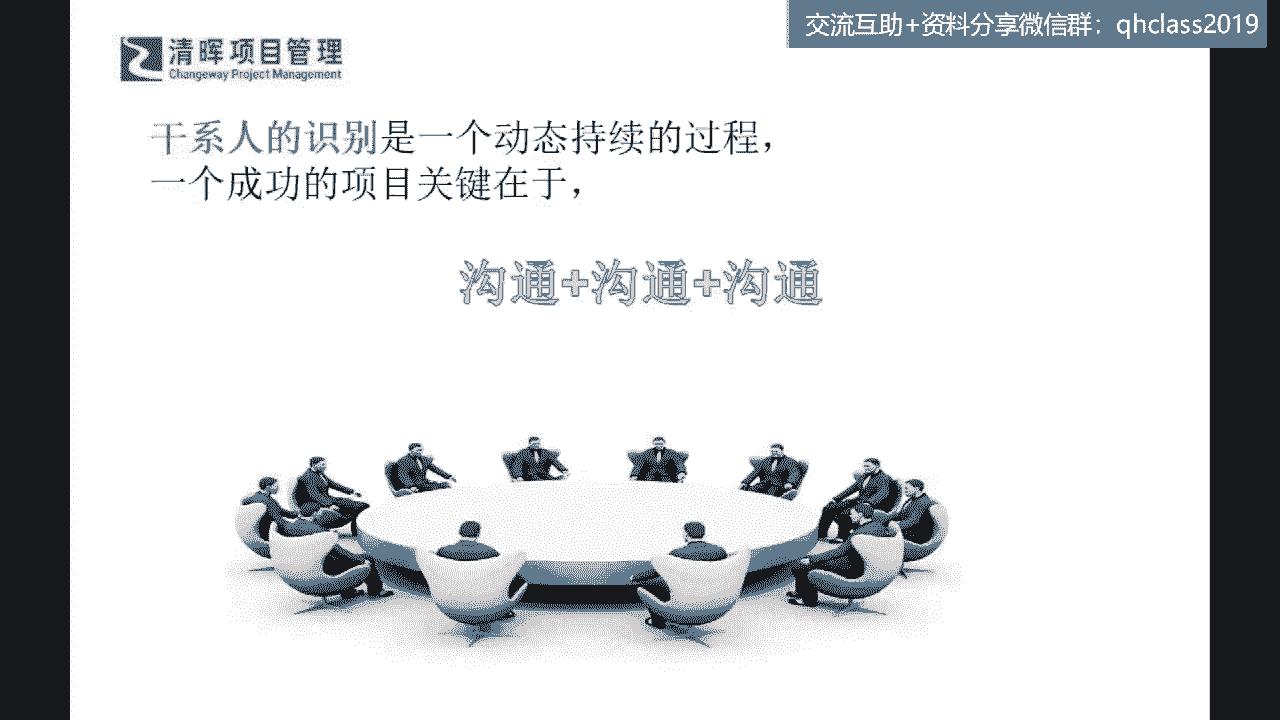 交流互助+资料分享微信群：qhclass2019
清晖项目管理
Changeway Project Management
干系人的识别是一个动态持续的过程，
一个成功的项目关键在于，
沟通+沟通+沟通